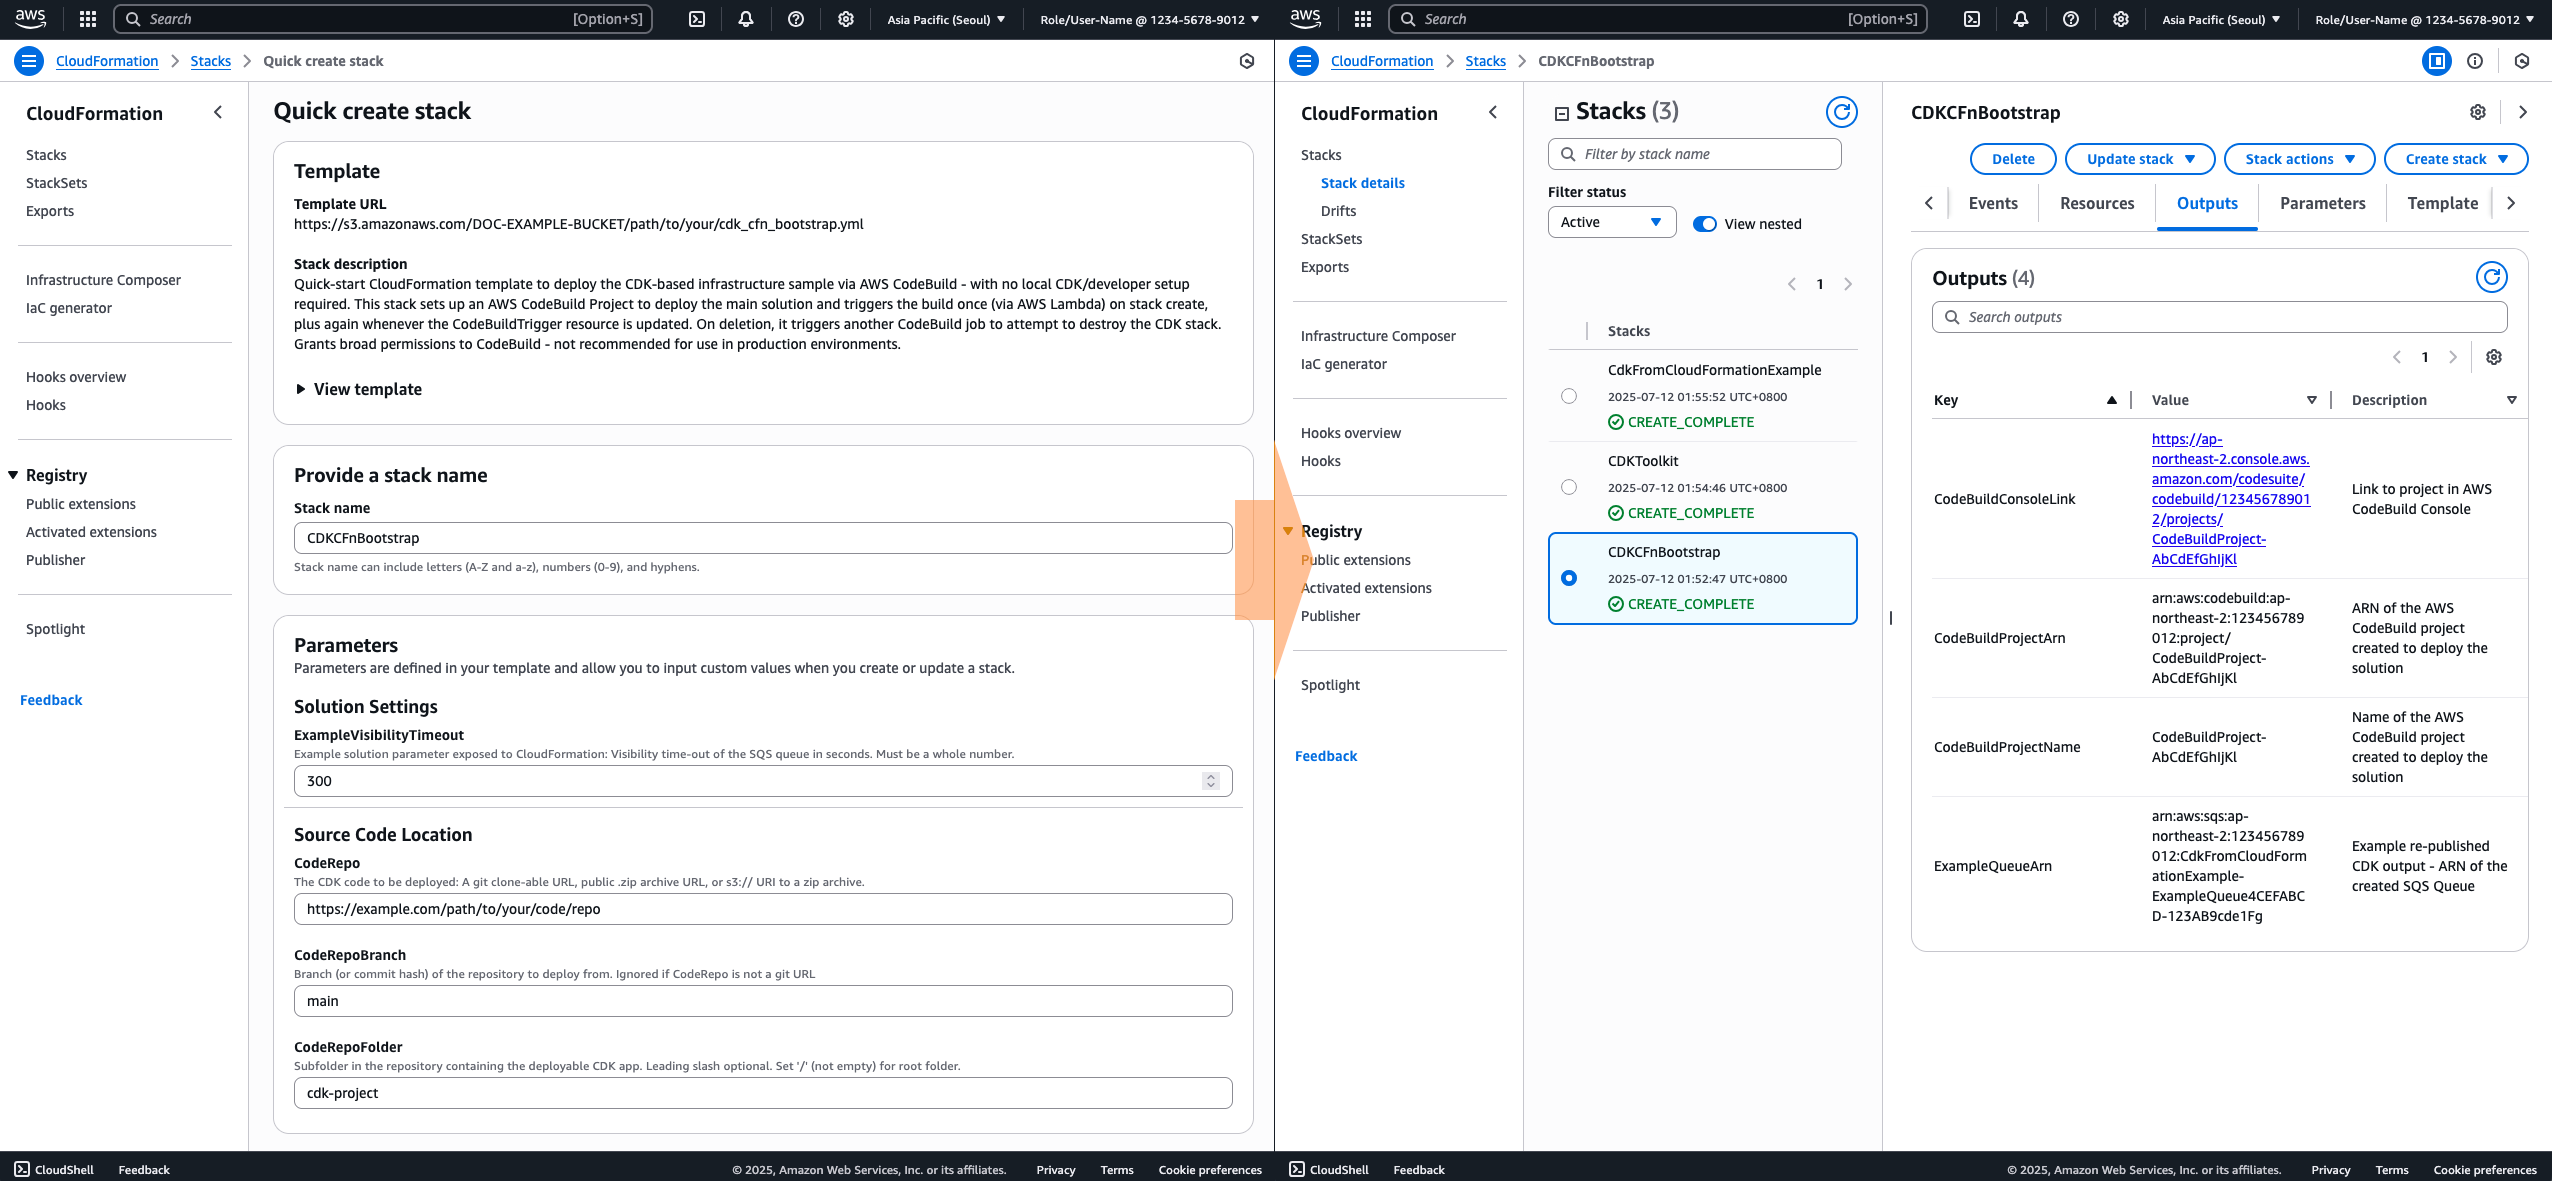 aws
Search [Option+S]
Asia Pacific (Seoul) ▼
Role/User-Name @ 1234-5678-9012 ▼
CloudFormation > Stacks > Quick create stack
CloudFormation
Stacks
StackSets
Exports
Infrastructure Composer
IaC generator
Hooks overview
Hooks
Registry
Public extensions
Activated extensions
Publisher
Spotlight
Feedback
Quick create stack
Template
Template URL
https://s3.amazonaws.com/DOC-EXAMPLE-BUCKET/path/to/your/cdk_cfn_bootstrap.yml
Stack description
Quick-start CloudFormation template to deploy the CDK-based infrastructure sample via AWS CodeBuild - with no local CDK/developer setup
required. This stack sets up an AWS CodeBuild Project to deploy the main solution and triggers the build once (via AWS Lambda) on stack create,
plus again whenever the CodeBuildTrigger resource is updated. On deletion, it triggers another CodeBuild job to attempt to destroy the CDK stack.
Grants broad permissions to CodeBuild - not recommended for use in production environments.
View template
Provide a stack name
Stack name
CDKCFnBootstrap
Stack name can include letters (A-Z and a-z), numbers (0-9), and hyphens.
Parameters
Parameters are defined in your template and allow you to input custom values when you create or update a stack.
Solution Settings
ExampleVisibilityTimeout
Example solution parameter exposed to CloudFormation: Visibility time-out of the SQS queue in seconds. Must be a whole number.
300
Source Code Location
CodeRepo
The CDK code to be deployed: A git clone-able URL, public .zip archive URL, or s3:// URI to a zip archive.
https://example.com/path/to/your/code/repo
CodeRepoBranch
Branch (or commit hash) of the repository to deploy from. Ignored if CodeRepo is not a git URL
main
CodeRepoFolder
Subfolder in the repository containing the deployable CDK app. Leading slash optional. Set '/' (not empty) for root folder.
cdk-project
CloudShell Feedback © 2025, Amazon Web Services, Inc. or its affiliates. Privacy Terms Cookie preferences
aws
Search [Option+S]
Asia Pacific (Seoul) ▼
Role/User-Name @ 1234-5678-9012 ▼
CloudFormation > Stacks > CDKCFnBootstrap
CloudFormation
Stacks
Stack details
Drifts
StackSets
Exports
Infrastructure Composer
IaC generator
Hooks overview
Hooks
Registry
Public extensions
Activated extensions
Publisher
Spotlight
Feedback
Stacks (3)
Filter by stack name
Filter status
Active
View nested
1
Stacks
CdkFromCloudFormationExample
2025-07-12 01:55:52 UTC+0800
CREATE_COMPLETE
CDKToolkit
2025-07-12 01:54:46 UTC+0800
CREATE_COMPLETE
CDKCFnBootstrap
2025-07-12 01:52:47 UTC+0800
CREATE_COMPLETE
CDKCFnBootstrap
Delete Update stack Stack actions Create stack
Events Resources Outputs Parameters Template
Outputs (4)
Search outputs
1
Key Value Description
CodeBuildConsoleLink
https://ap-
northeast-2.console.aws.
amazon.com/codesuite/
codebuild/12345678901
2/projects/
CodeBuildProject-
AbCdEfGhIjKl
Link to project in AWS
CodeBuild Console
CodeBuildProjectArn
arn:aws:codebuild:ap-
northeast-2:123456789
012:project/
CodeBuildProject-
AbCdEfGhIjKl
ARN of the AWS
CodeBuild project
created to deploy the
solution
CodeBuildProjectName
CodeBuildProject-
AbCdEfGhIjKl
Name of the AWS
CodeBuild project
created to deploy the
solution
ExampleQueueArn
arn:aws:sqs:ap-
northeast-2:123456789
012:CdkFromCloudForm
ationExample-
ExampleQueue4CEFABC
D-123AB9cde1Fg
Example re-published
CDK output - ARN of the
created SQS Queue
CloudShell Feedback © 2025, Amazon Web Services, Inc. or its affiliates. Privacy Terms Cookie preferences